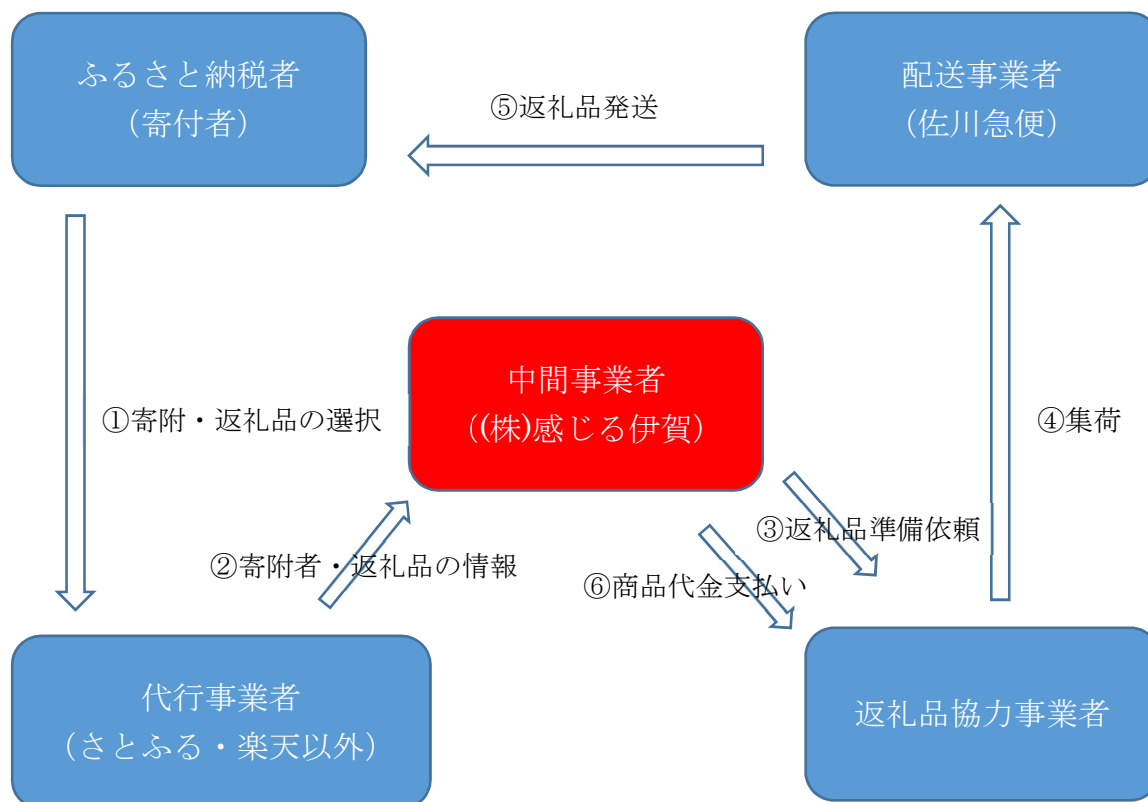 ふるさと納税者
(寄付者)
配送事業者
(佐川急便)
⑤返礼品発送
中間事業者
((株)感じる伊賀)
①寄附・返礼品の選択
④集荷
③返礼品準備依頼
②寄附者・返礼品の情報
⑥商品代金支払い
代行事業者
(さとふる・楽天以外)
返礼品協力事業者